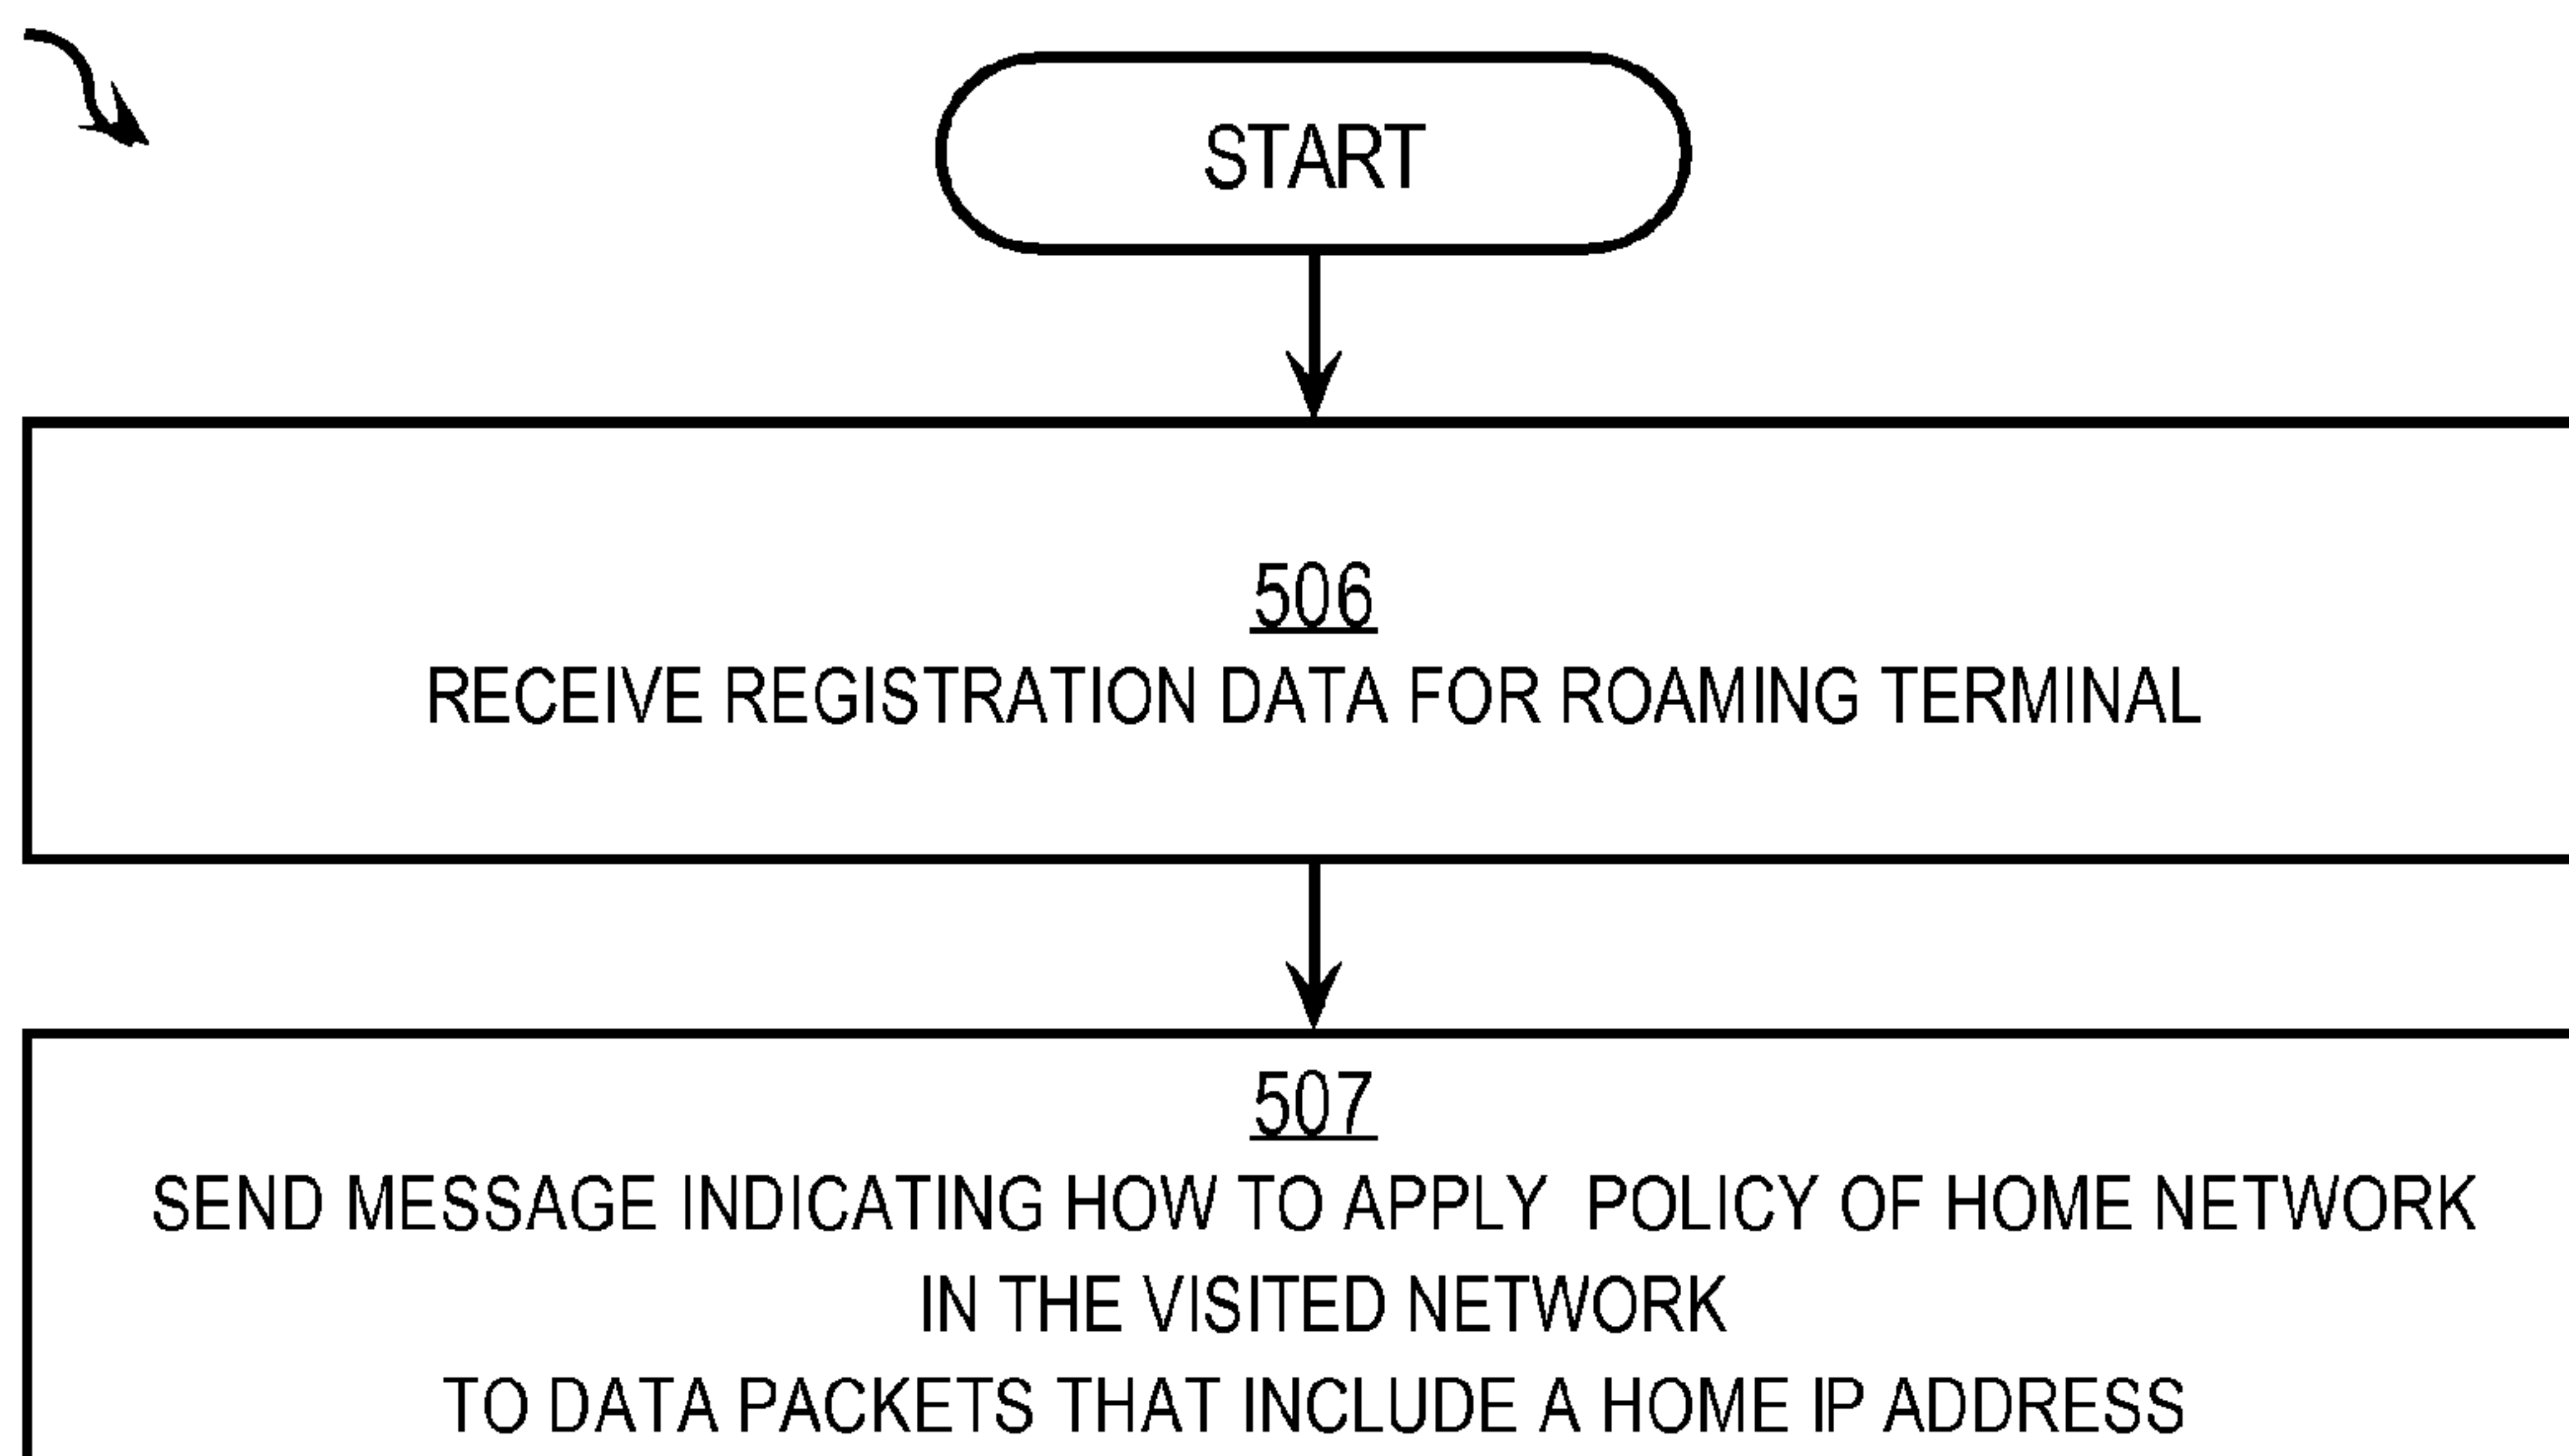 START
506
RECEIVE REGISTRATION DATA FOR ROAMING TERMINAL
507
SEND MESSAGE INDICATING HOW TO APPLY POLICY OF HOME NETWORK
IN THE VISITED NETWORK
TO DATA PACKETS THAT INCLUDE A HOME IP ADDRESS